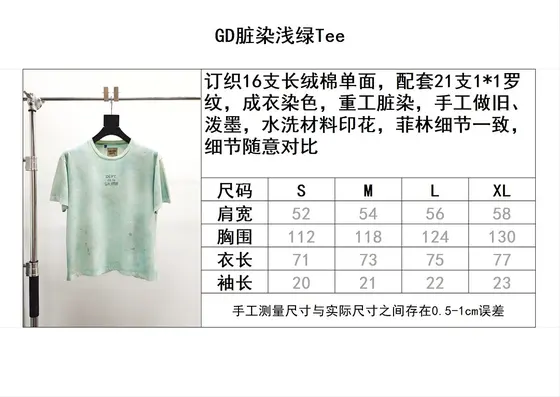 GD脏染浅绿Tee
订织16支长绒棉单面，配套21支1*1罗
纹，成衣染色，重工脏染，手工做旧、
泼墨，水洗材料印花，菲林细节一致，
细节随意对比
尺码 S M L XL
肩宽 52 54 56 58
胸围 112 118 124 130
衣长 71 73 75 77
袖长 20 21 22 23
手工测量尺寸与实际尺寸之间存在0.5-1cm误差